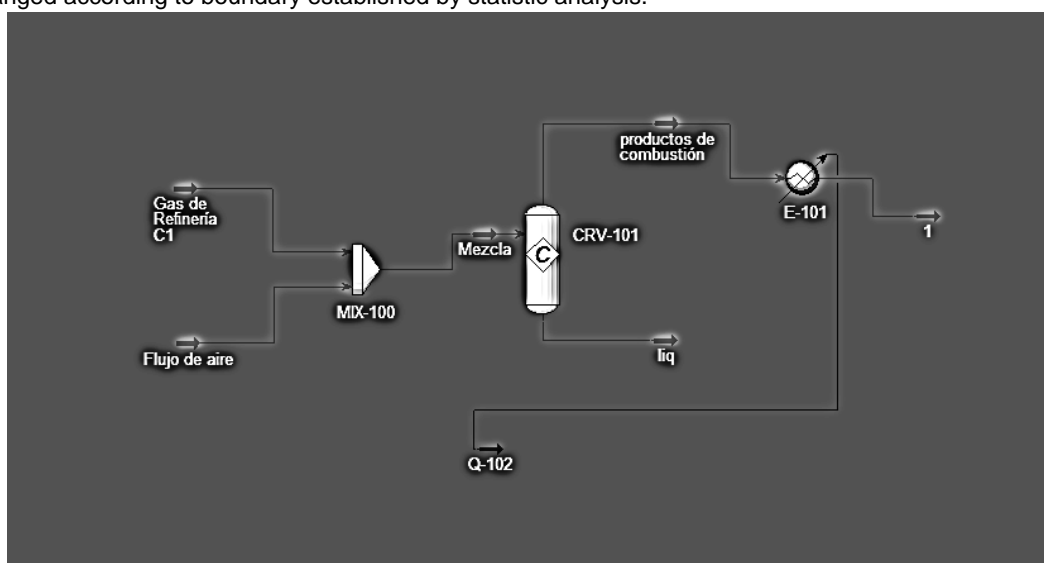 anged according to boundary established by statistic analysis.
productos de
combustión
E-101
1
Gas de
Refinería
C1
Mezcla
CRV-101
C
MIX-100
Flujo de aire
liq
Q-102